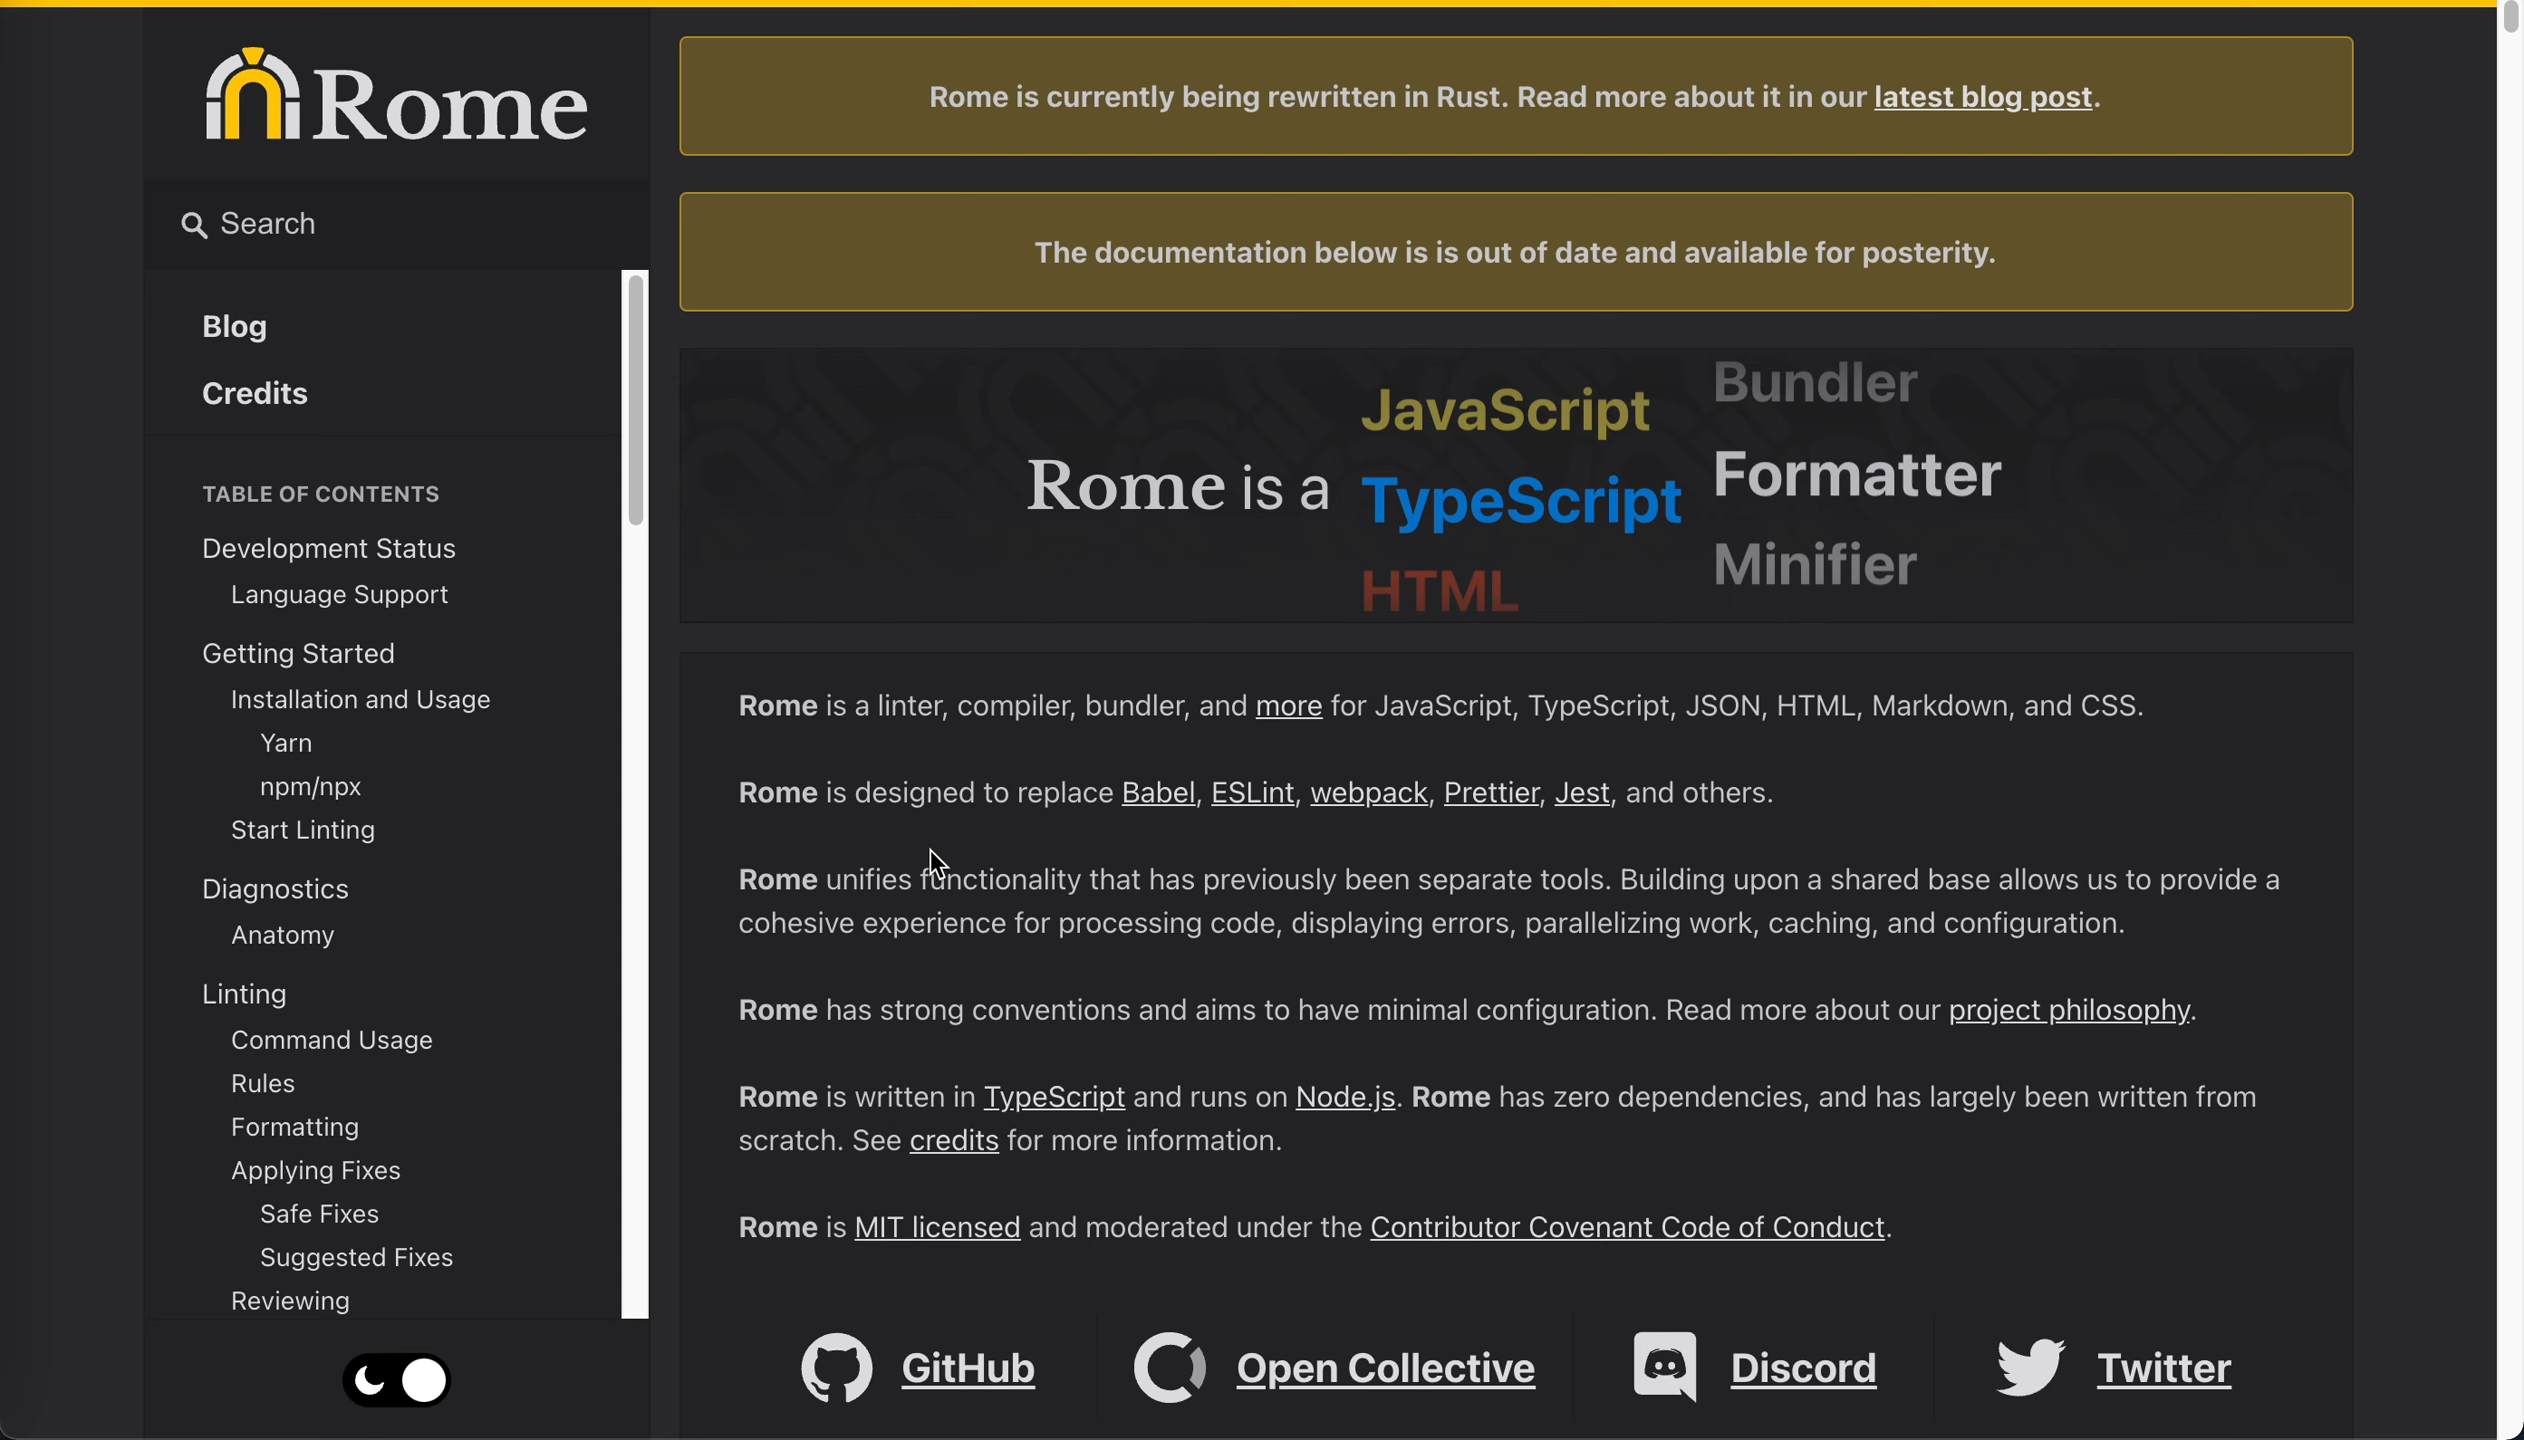 Rome
Search
Blog
Credits
TABLE OF CONTENTS
Development Status
Language Support
Getting Started
Installation and Usage
Yarn
npm/npx
Start Linting
Diagnostics
Anatomy
Linting
Command Usage
Rules
Formatting
Applying Fixes
Safe Fixes
Suggested Fixes
Reviewing
Rome is currently being rewritten in Rust. Read more about it in our latest blog post.
The documentation below is is out of date and available for posterity.
Rome is a
JavaScript
TypeScript
HTML
Bundler
Formatter
Minifier
Rome is a linter, compiler, bundler, and more for JavaScript, TypeScript, JSON, HTML, Markdown, and CSS.
Rome is designed to replace Babel, ESLint, webpack, Prettier, Jest, and others.
Rome unifies functionality that has previously been separate tools. Building upon a shared base allows us to provide a
cohesive experience for processing code, displaying errors, parallelizing work, caching, and configuration.
Rome has strong conventions and aims to have minimal configuration. Read more about our project philosophy.
Rome is written in TypeScript and runs on Node.js. Rome has zero dependencies, and has largely been written from
scratch. See credits for more information.
Rome is MIT licensed and moderated under the Contributor Covenant Code of Conduct.
GitHub
Open Collective
Discord
Twitter